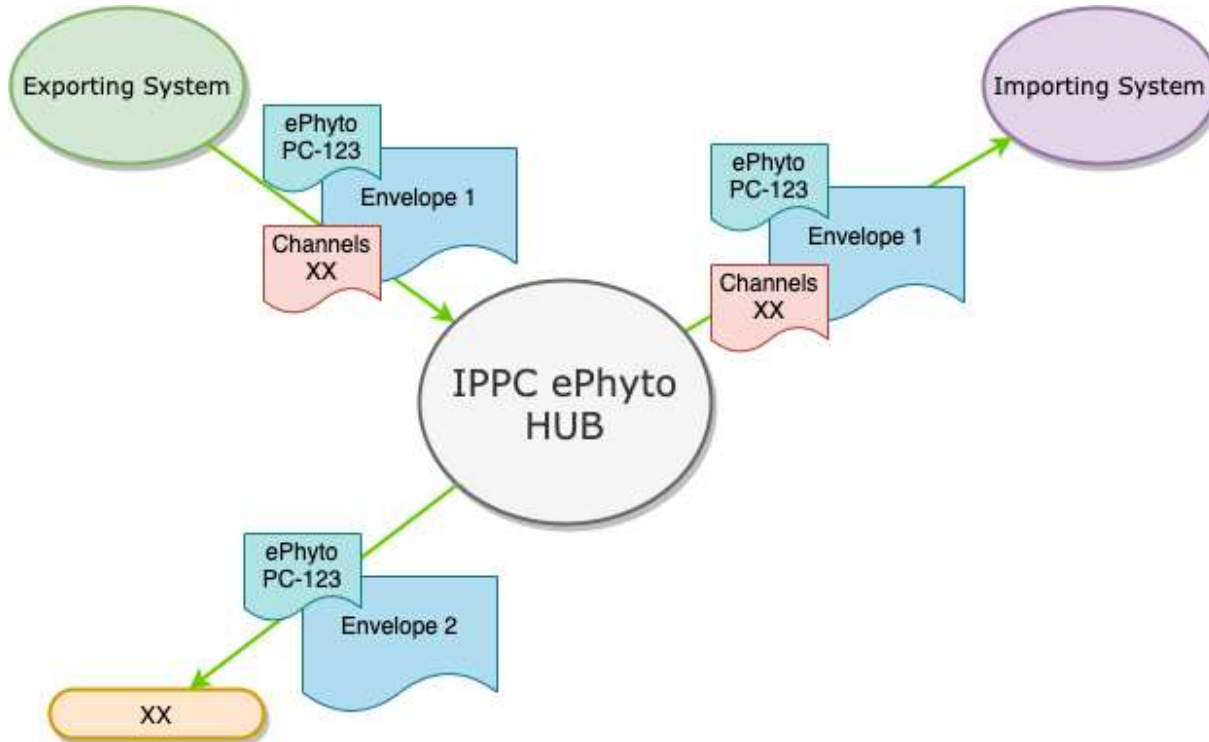 Exporting System
Importing System
ePhyto
PC-123
Envelope 1
Channels
XX
ePhyto
PC-123
Envelope 1
Channels
XX
IPPC ePhyto
HUB
ePhyto
PC-123
Envelope 2
XX